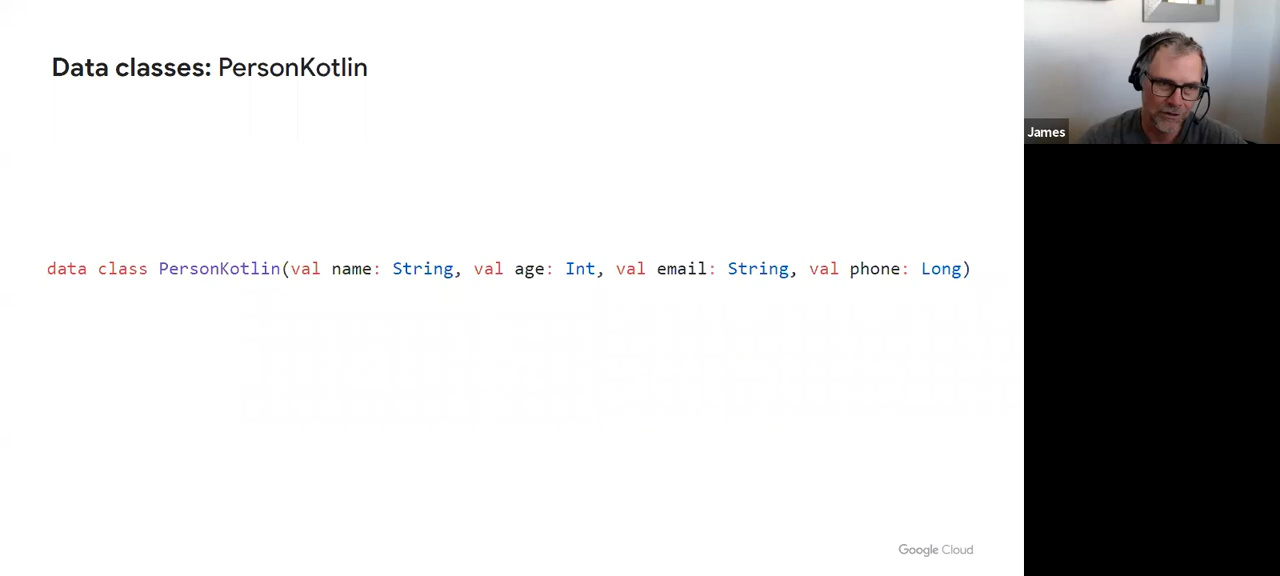 Data classes: PersonKotlin
James
data class PersonKotlin(val name: String, val age: Int, val email: String, val phone: Long)
Google Cloud